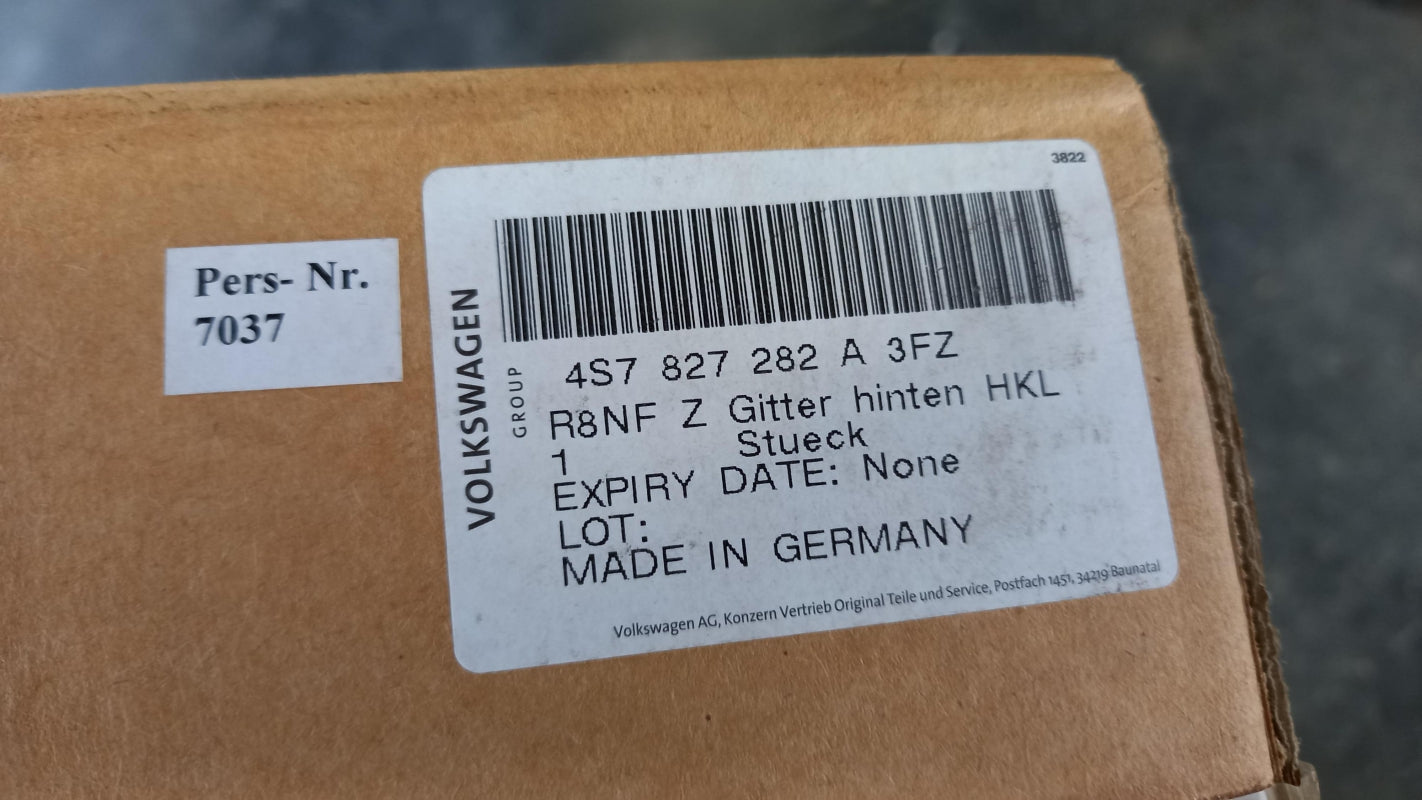 Pers- Nr.
7037
3822
VOLKSWAGEN
GROUP
4S7 827 282 A 3FZ
R8NF Z Gitter hinten HKL
1 Stueck
EXPIRY DATE: None
LOT:
MADE IN GERMANY
Volkswagen AG, Konzern Vertrieb Original Teile und Service, Postfach 1451, 34219 Baunatal